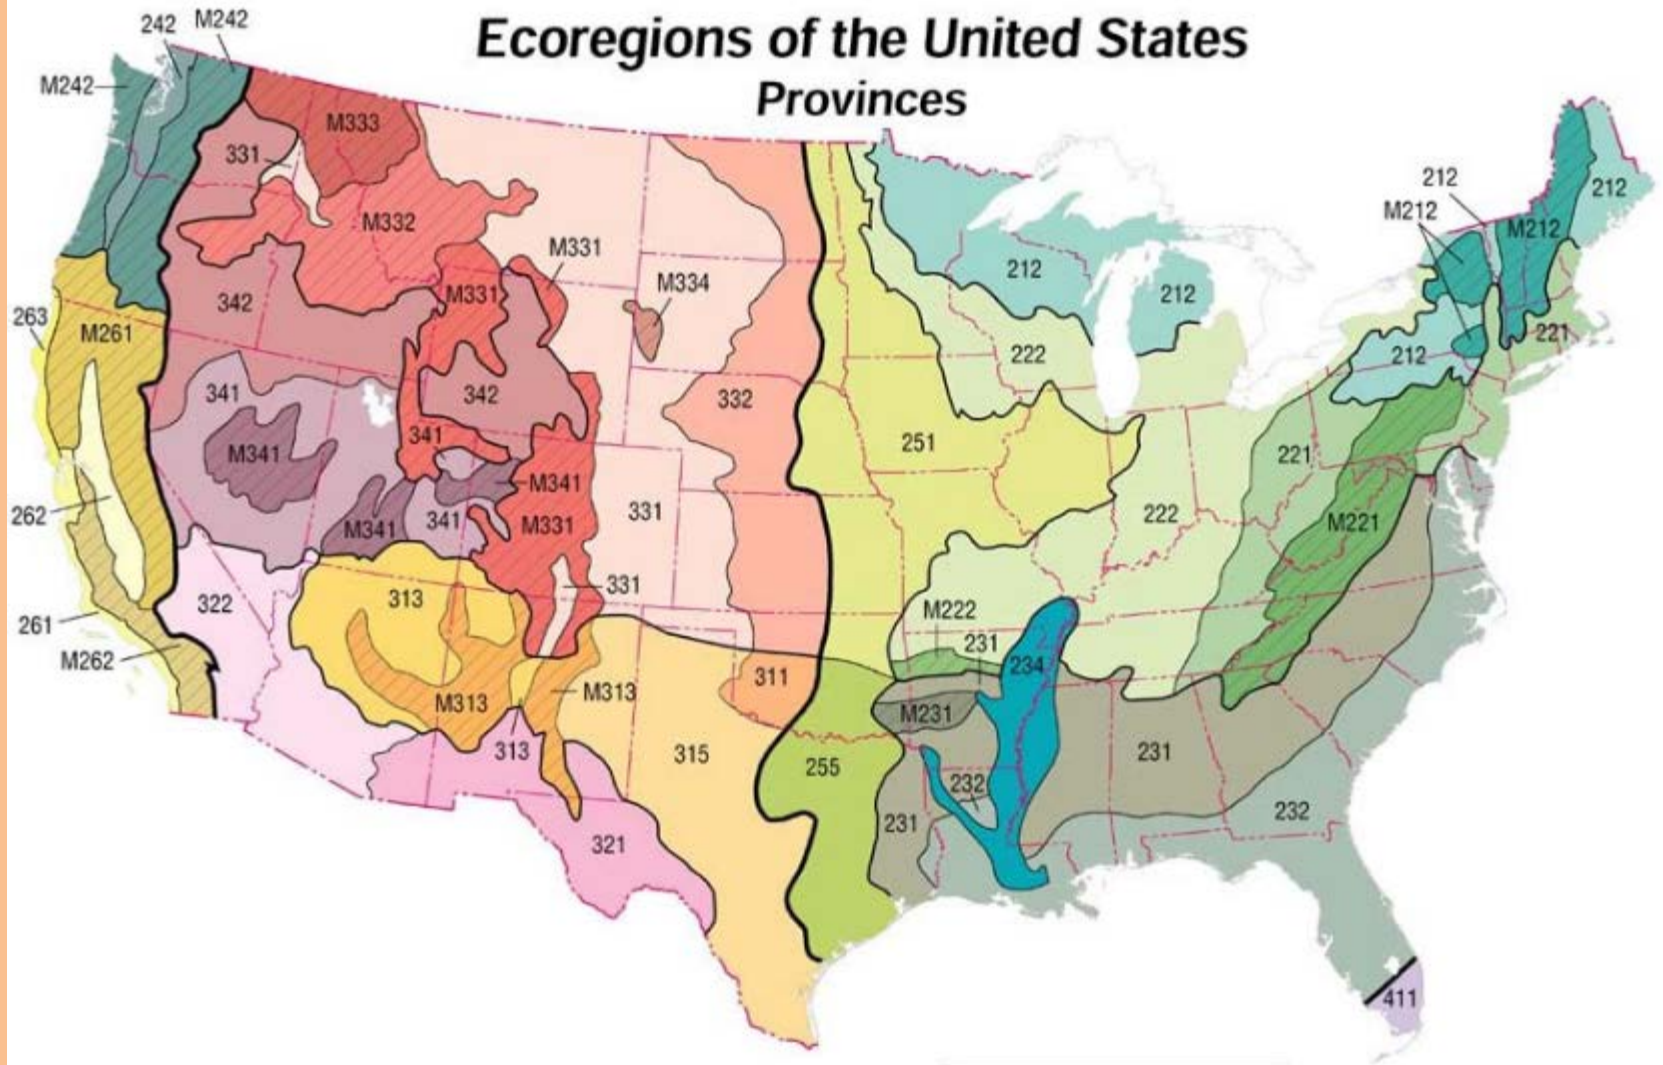 Ecoregions of the United States
Provinces
242
M242
M242
M333
331
M332
M331
M334
342
M331
263
M261
341
342
332
M341
341
M341
M341
341
M331
331
262
331
322
313
261
M262
M313
M313
311
313
315
321
212
212
212
M212
212
M212
212
221
222
251
221
222
M221
M222
231
234
M231
231
255
232
231
232
411